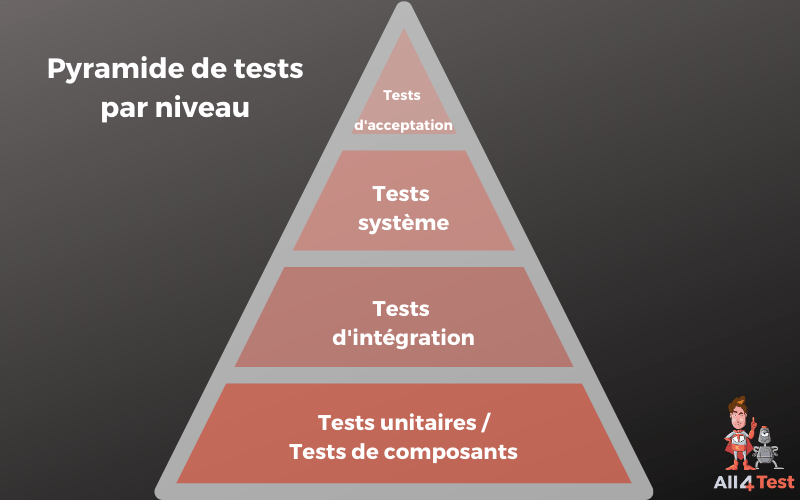 Pyramide de tests
par niveau
Tests
d'acceptation
Tests
système
Tests
d'intégration
Tests unitaires /
Tests de composants
All4Test